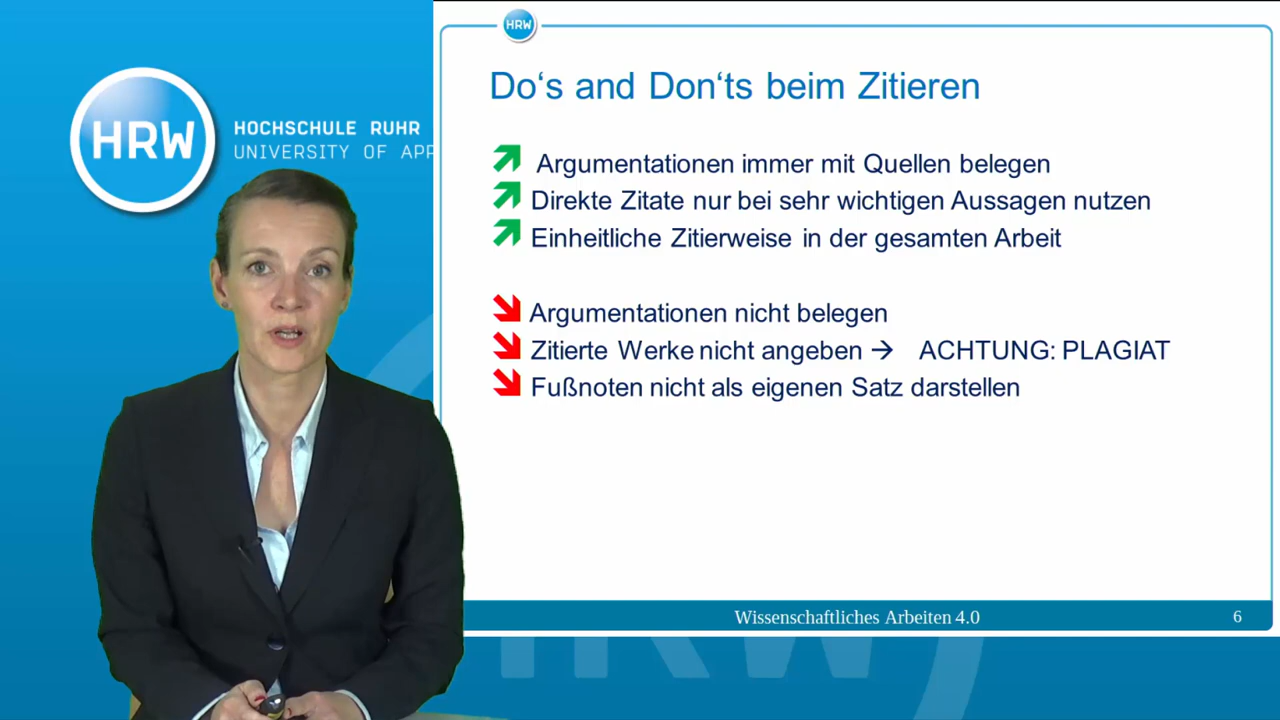 HRW
HOCHSCHULE RUHR
UNIVERSITY OF APP
HRW
Do‘s and Don‘ts beim Zitieren
Argumentationen immer mit Quellen belegen
Direkte Zitate nur bei sehr wichtigen Aussagen nutzen
Einheitliche Zitierweise in der gesamten Arbeit
Argumentationen nicht belegen
Zitierte Werke nicht angeben → ACHTUNG: PLAGIAT
Fußnoten nicht als eigenen Satz darstellen
Wissenschaftliches Arbeiten 4.0
6
HRW